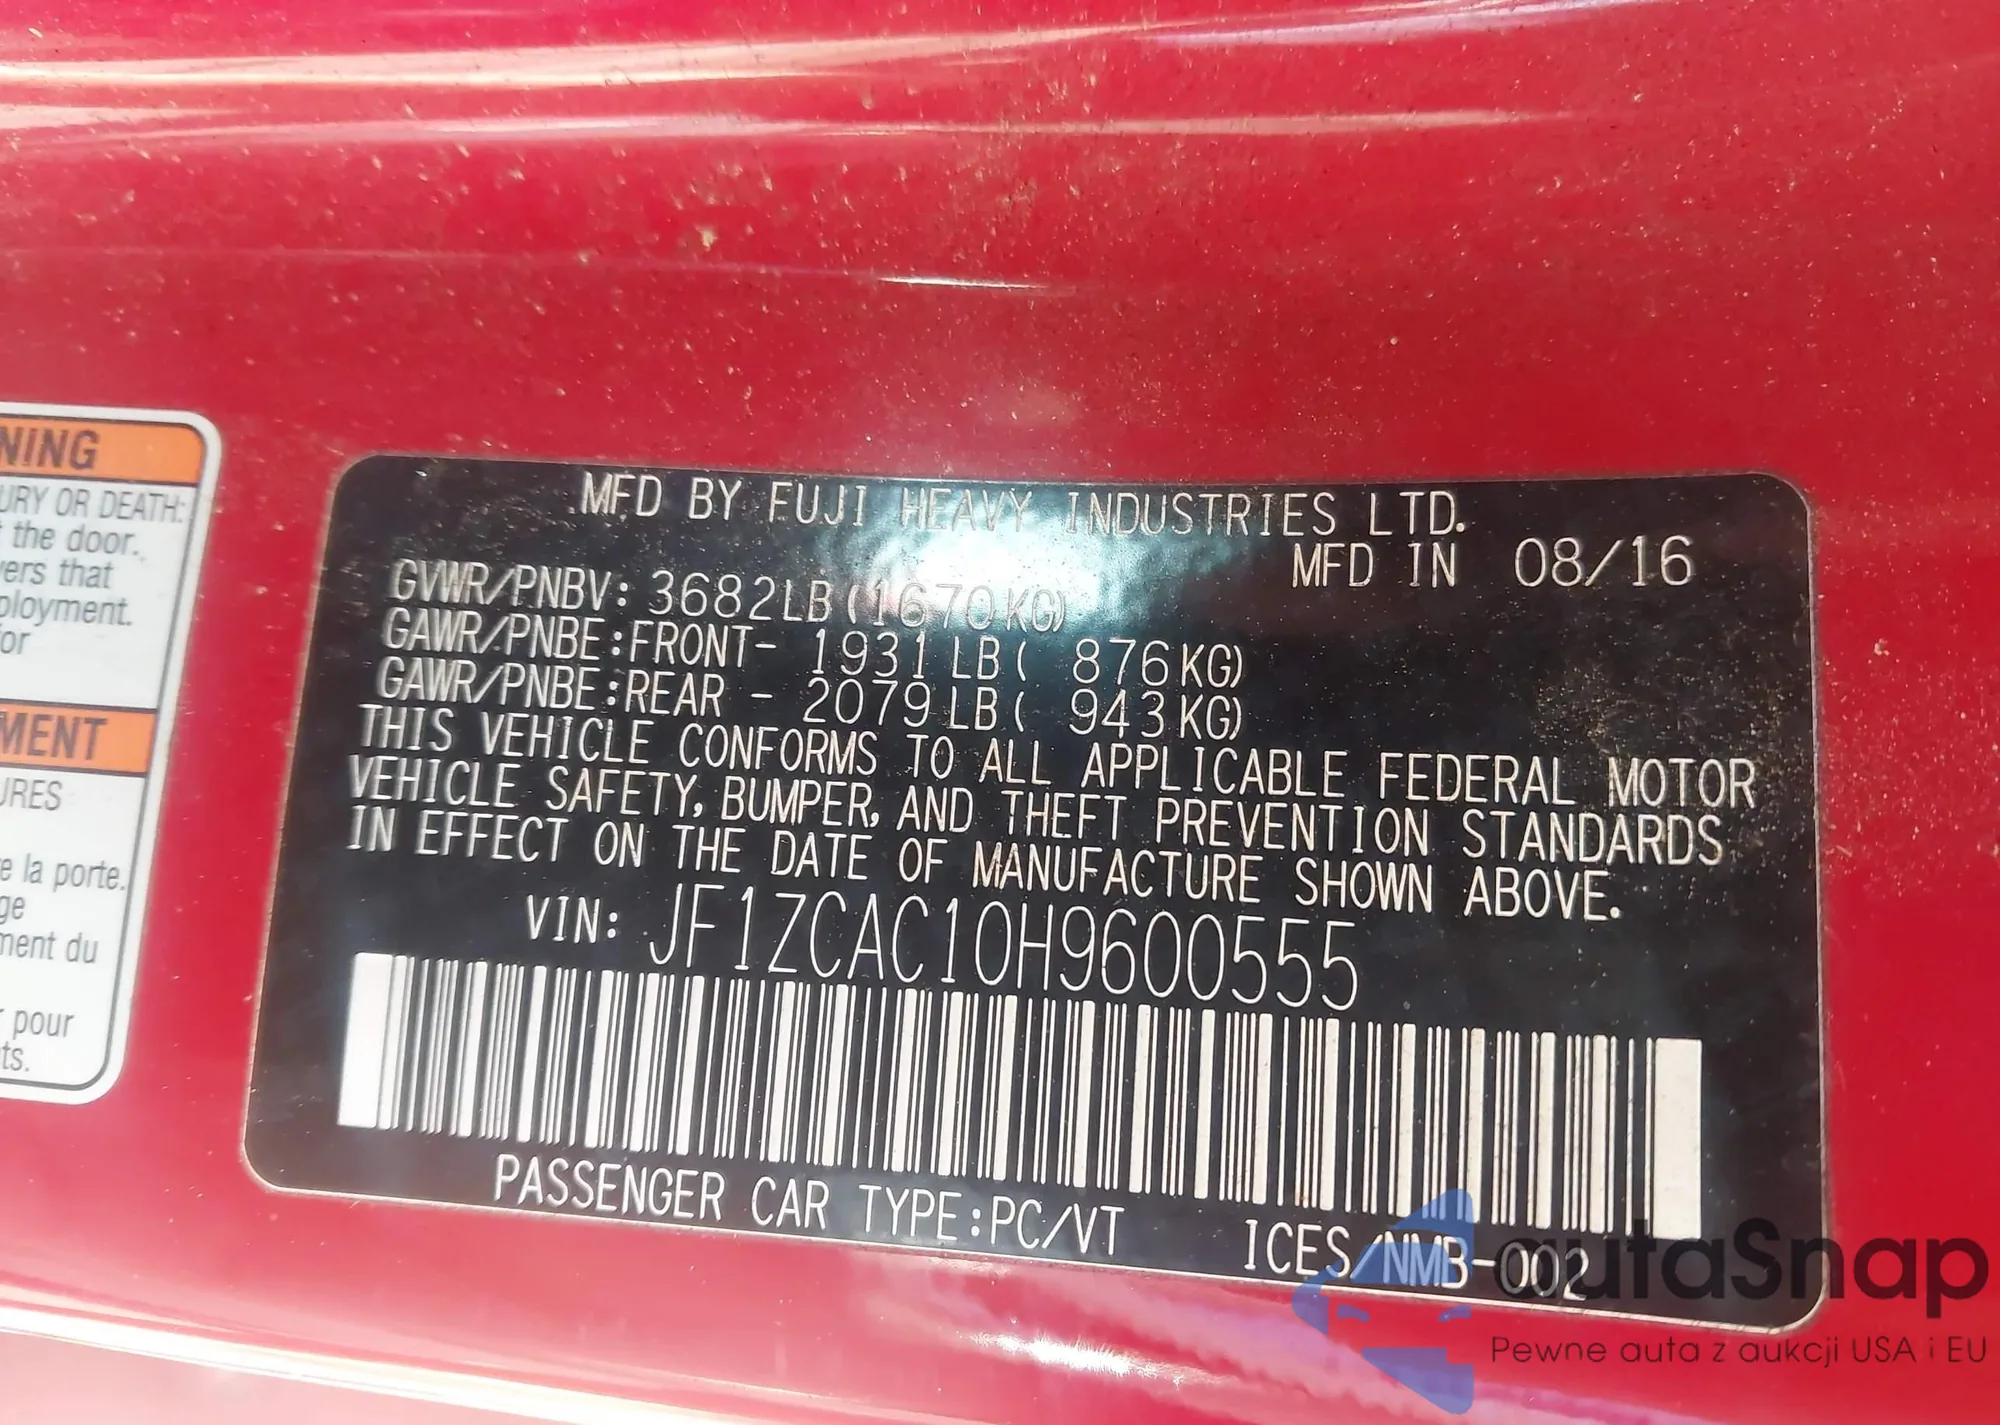 NING
URY OR DEATH:
t the door.
ers that
ployment.
or
MENT
URES
e la porte.
ge
ment du
r pour
ts.
MFD BY FUJI HEAVY INDUSTRIES LTD.
MFD IN 08/16
GVWR/PNBV: 3682LB(1670KG)
GAWR/PNBE:FRONT- 1931LB( 876KG)
GAWR/PNBE:REAR - 2079LB( 943KG)
THIS VEHICLE CONFORMS TO ALL APPLICABLE FEDERAL MOTOR
VEHICLE SAFETY, BUMPER, AND THEFT PREVENTION STANDARDS
IN EFFECT ON THE DATE OF MANUFACTURE SHOWN ABOVE.
VIN: JF1ZCAC10H9600555
PASSENGER CAR TYPE:PC/VT ICES/NMB-002
autaSnap
Pewne auta z aukcji USA i EU